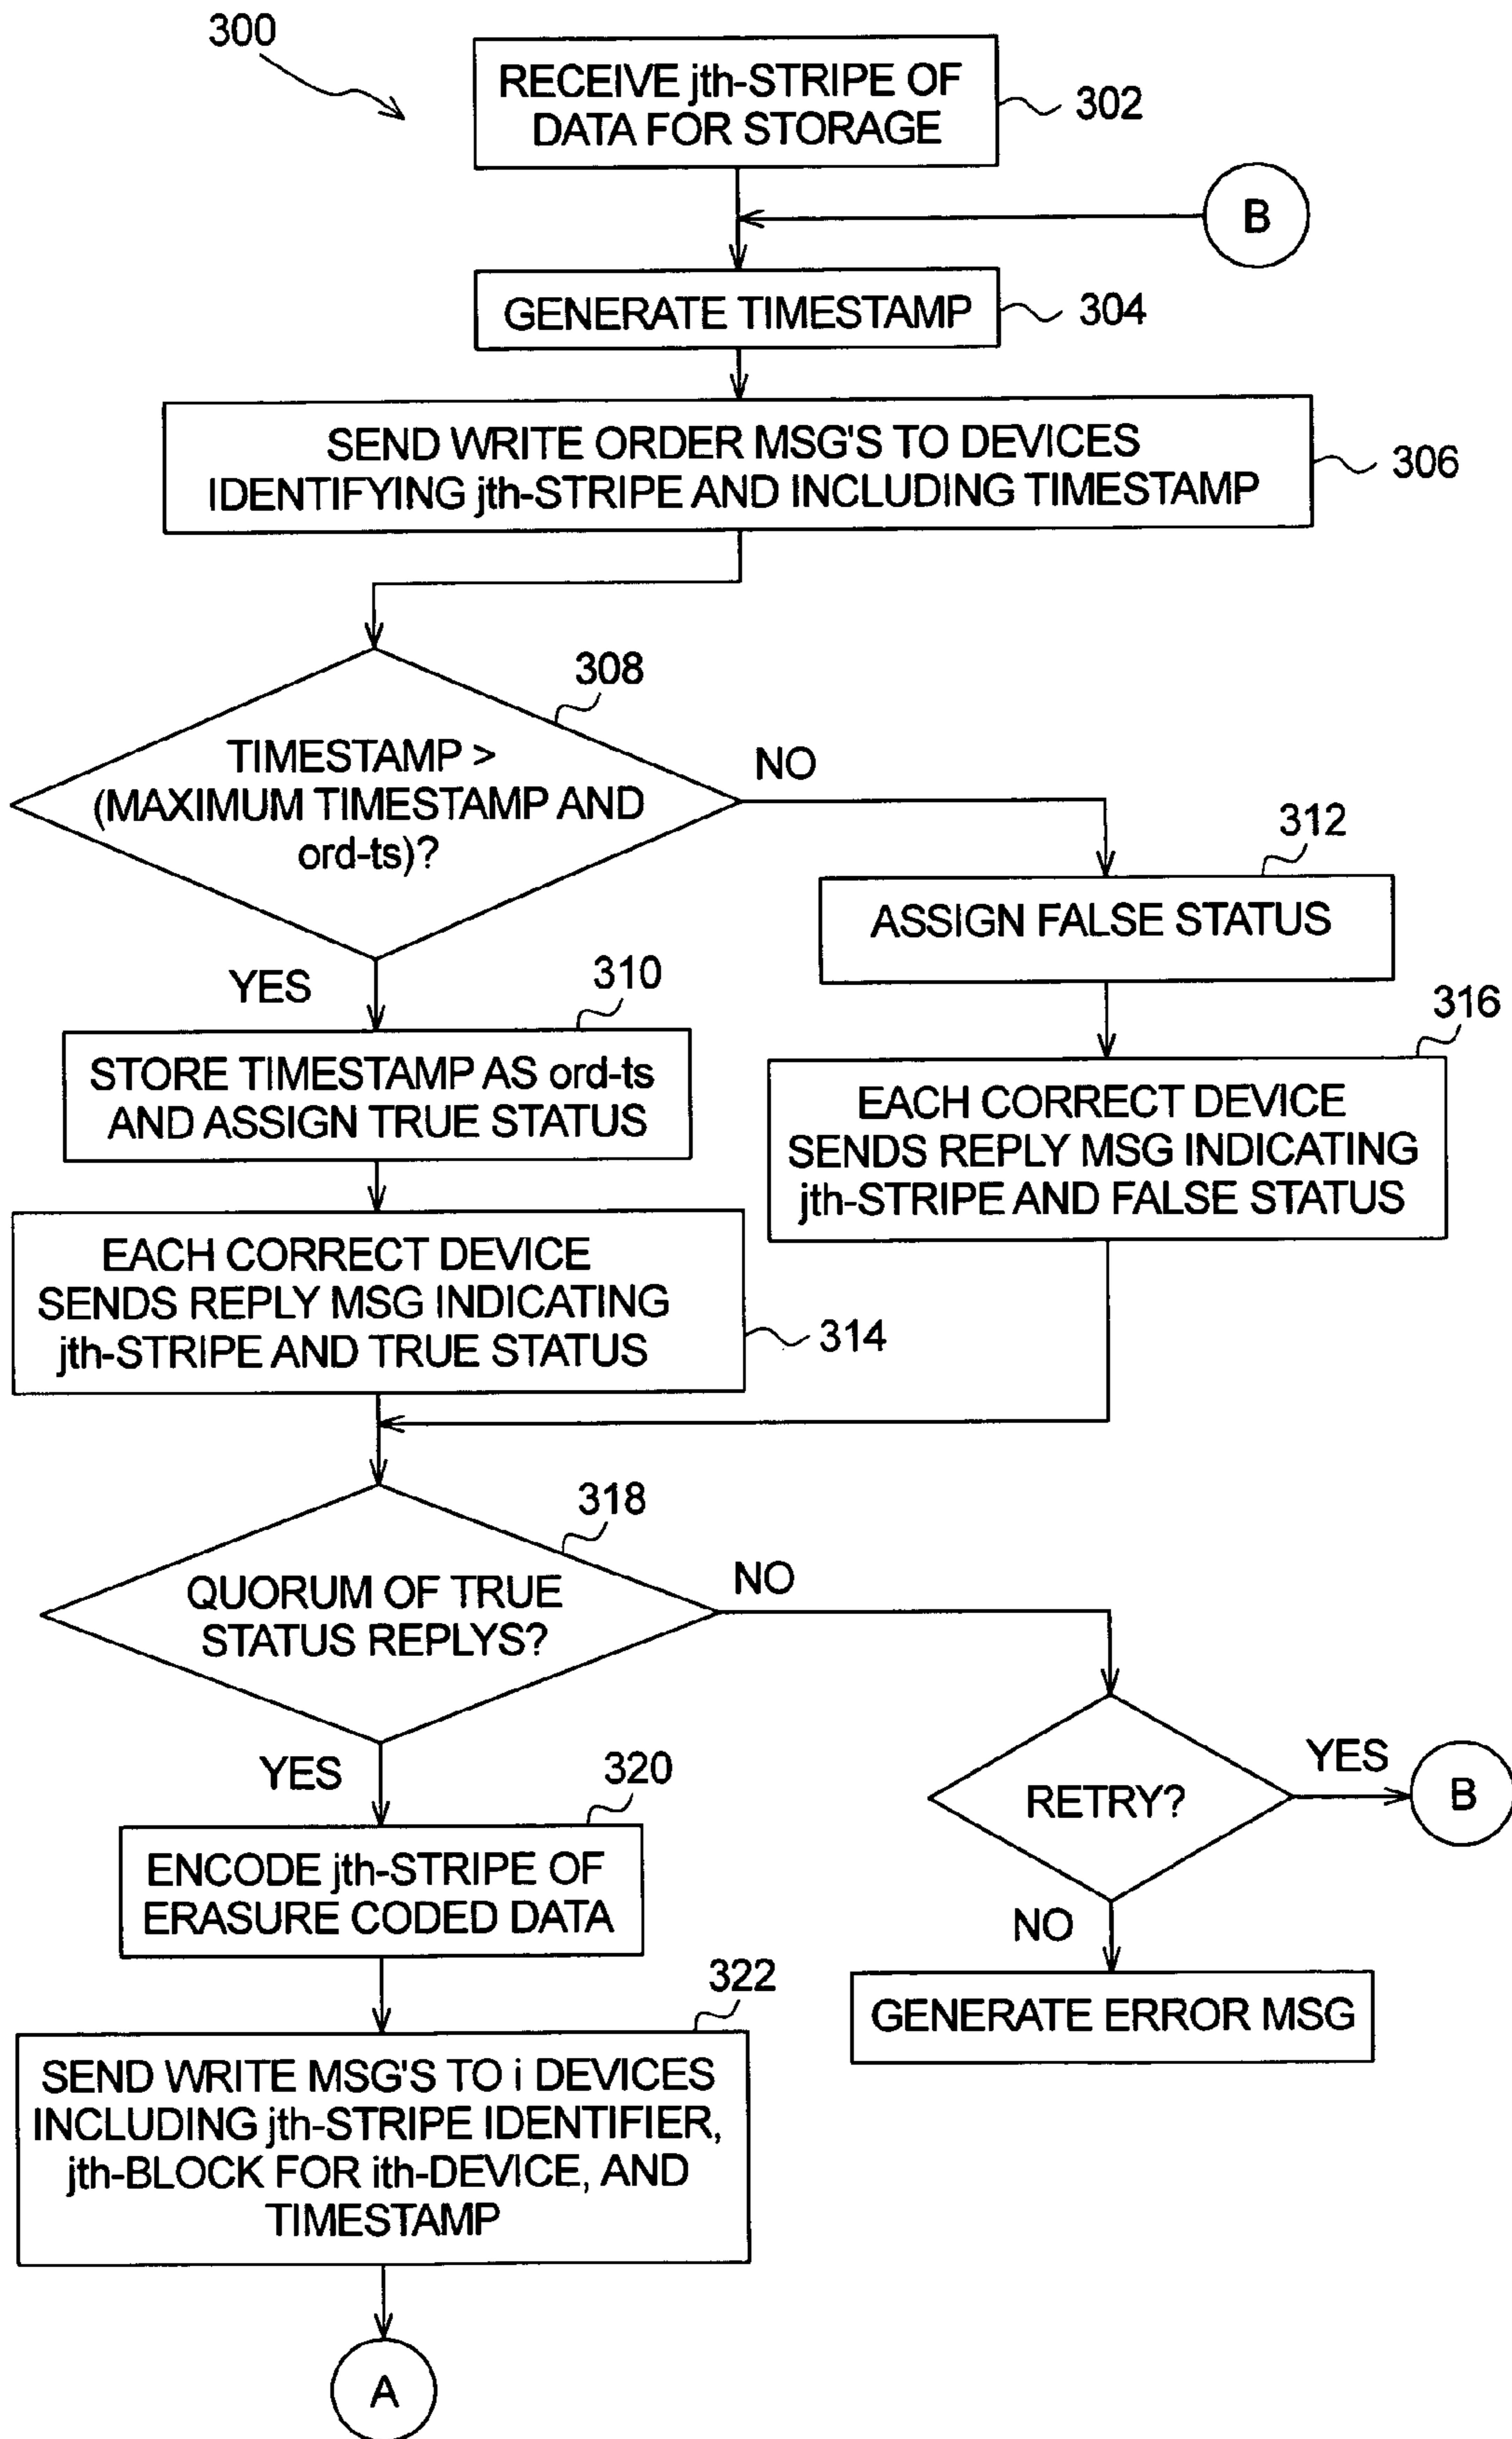 300
RECEIVE jth-STRIPE OF
DATA FOR STORAGE
302
B
GENERATE TIMESTAMP
304
SEND WRITE ORDER MSG'S TO DEVICES
IDENTIFYING jth-STRIPE AND INCLUDING TIMESTAMP
306
308
TIMESTAMP >
(MAXIMUM TIMESTAMP AND
ord-ts)?
NO
312
ASSIGN FALSE STATUS
YES
310
STORE TIMESTAMP AS ord-ts
AND ASSIGN TRUE STATUS
316
EACH CORRECT DEVICE
SENDS REPLY MSG INDICATING
jth-STRIPE AND FALSE STATUS
EACH CORRECT DEVICE
SENDS REPLY MSG INDICATING
jth-STRIPE AND TRUE STATUS
314
318
QUORUM OF TRUE
STATUS REPLYS?
NO
RETRY?
YES
B
NO
GENERATE ERROR MSG
YES
320
ENCODE jth-STRIPE OF
ERASURE CODED DATA
322
SEND WRITE MSG'S TO i DEVICES
INCLUDING jth-STRIPE IDENTIFIER,
jth-BLOCK FOR ith-DEVICE, AND
TIMESTAMP
A